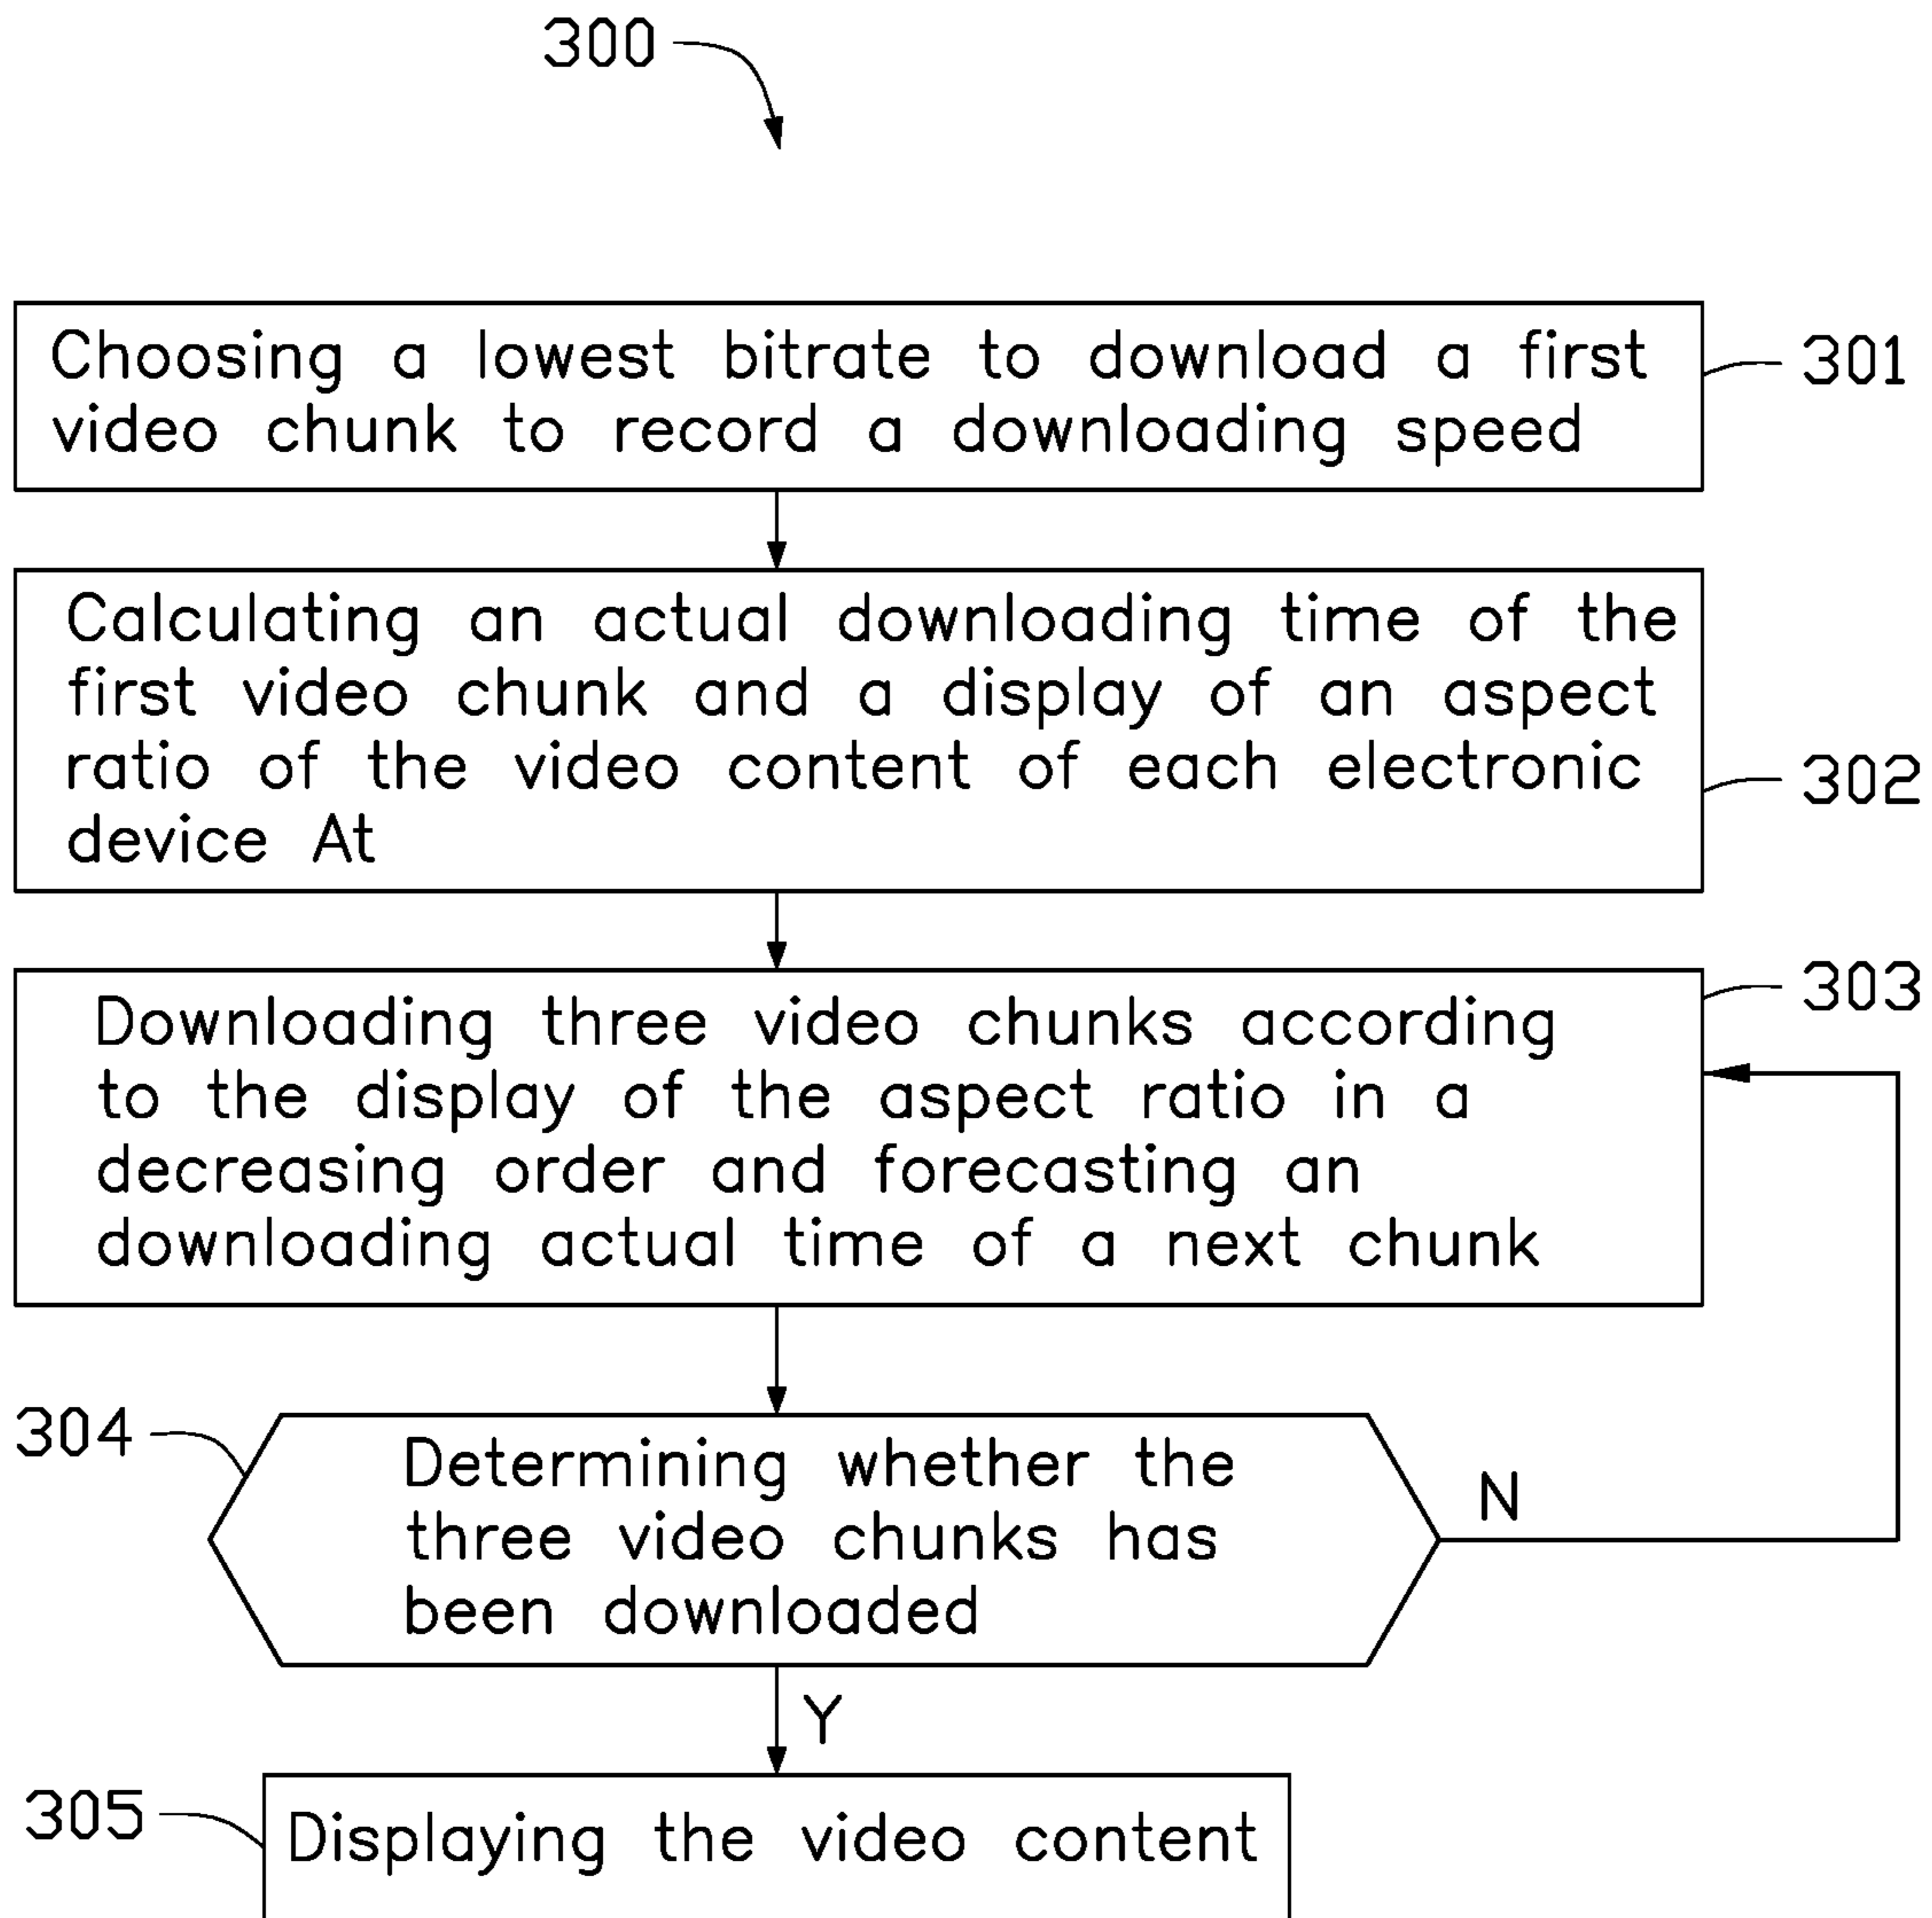 300
Choosing a lowest bitrate to download a first
video chunk to record a downloading speed
301
Calculating an actual downloading time of the
first video chunk and a display of an aspect
ratio of the video content of each electronic
device At
302
303
Downloading three video chunks according
to the display of the aspect ratio in a
decreasing order and forecasting an
downloading actual time of a next chunk
304
Determining whether the
three video chunks has
been downloaded
N
Y
305
Displaying the video content